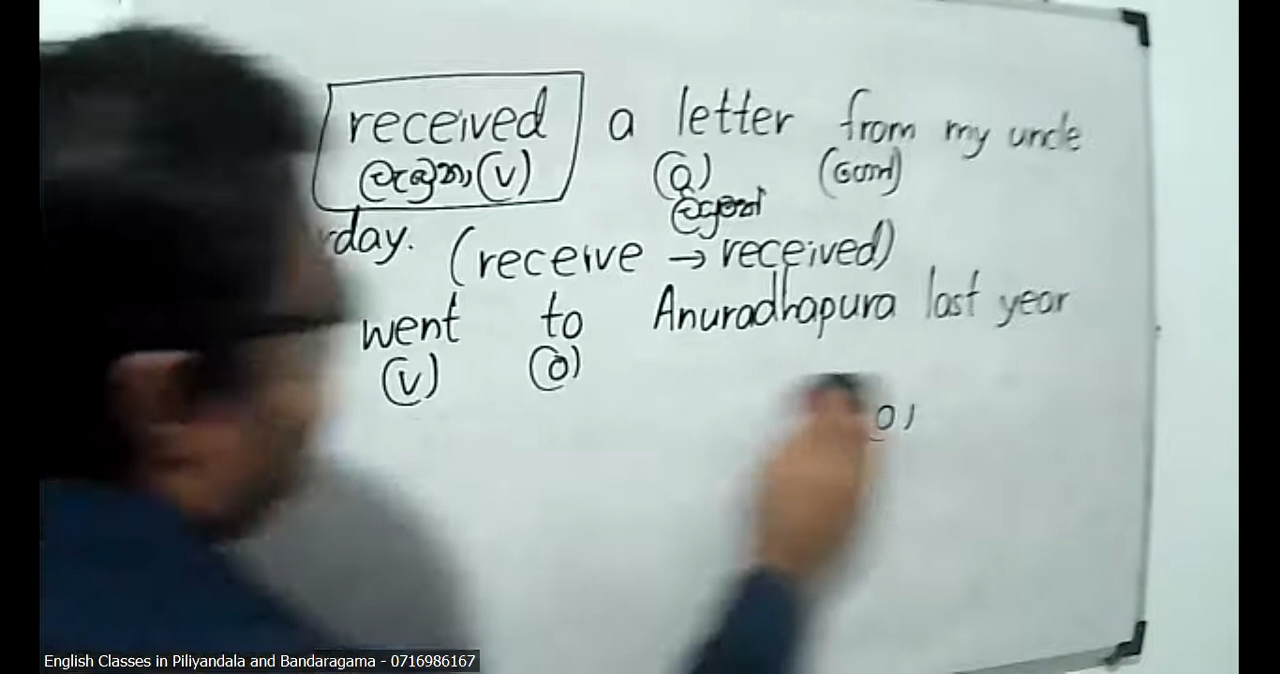 received a letter from my uncle
(v) (o)
day. (receive → received)
went to Anuradhapura last year
(v) (o)
o)
English Classes in Piliyandala and Bandaragama - 0716986167